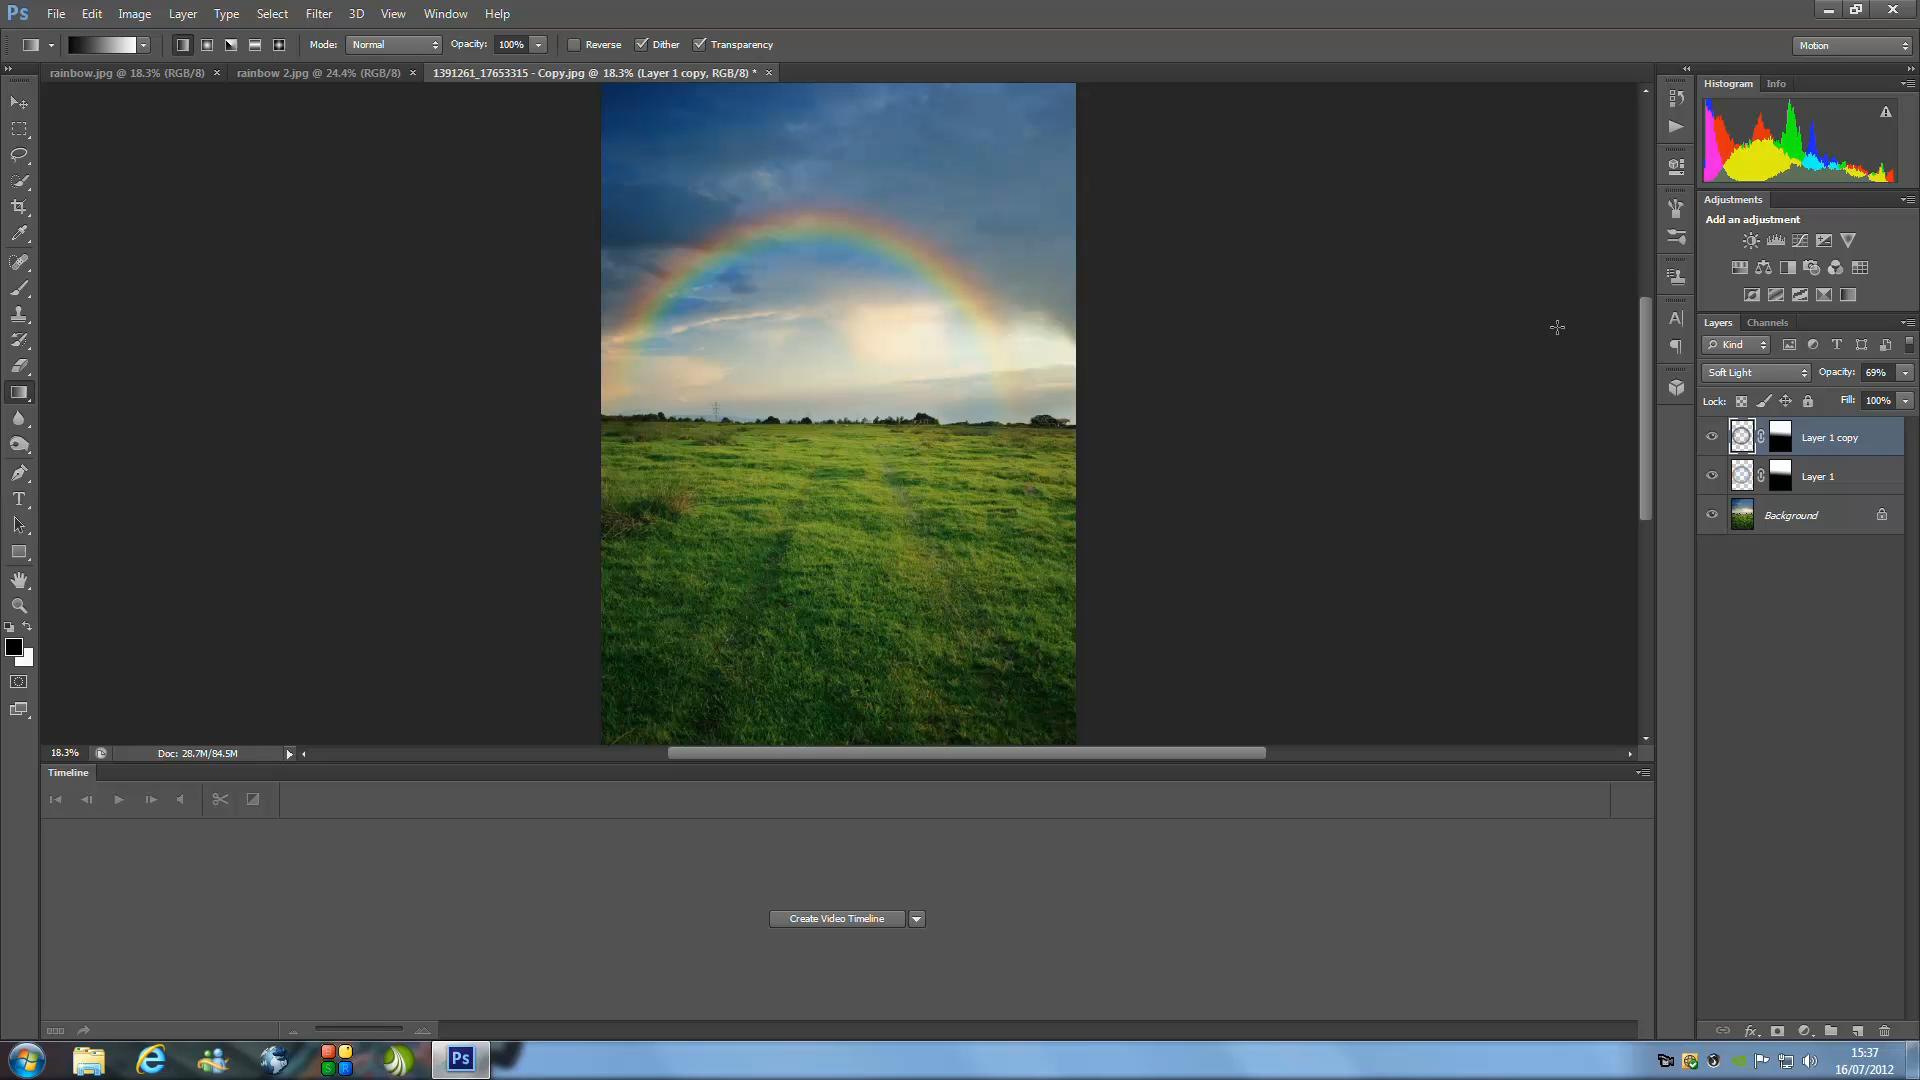 Ps File Edit Image Layer Type Select Filter 3D View Window Help
Mode: Normal Opacity: 100% Reverse Dither Transparency Motion
rainbow.jpg @ 18.3% (RGB/8) × rainbow 2.jpg @ 24.4% (RGB/8) × 1391261_17653315 - Copy.jpg @ 18.3% (Layer 1 copy, RGB/8) * ×
Histogram Info
Adjustments
Add an adjustment
Layers Channels
Kind
Soft Light Opacity: 69%
Lock: Fill: 100%
Layer 1 copy
Layer 1
Background
18.3% Doc: 28.7M/84.5M
Timeline
Create Video Timeline
Ps
15:37
16/07/2012